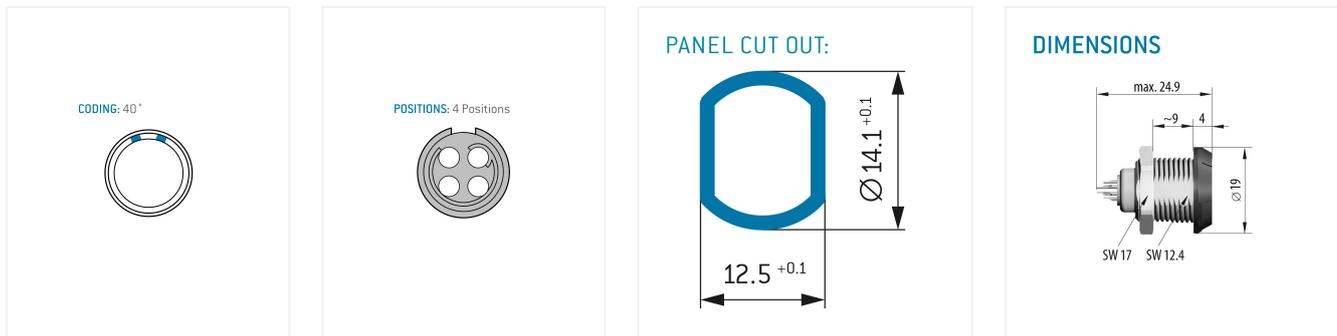 CODING: 40°
POSITIONS: 4 Positions
PANEL CUT OUT:
Ø 14.1 +0.1
12.5 +0.1
DIMENSIONS
max. 24.9
~9
4
Ø 19
SW 17
SW 12.4